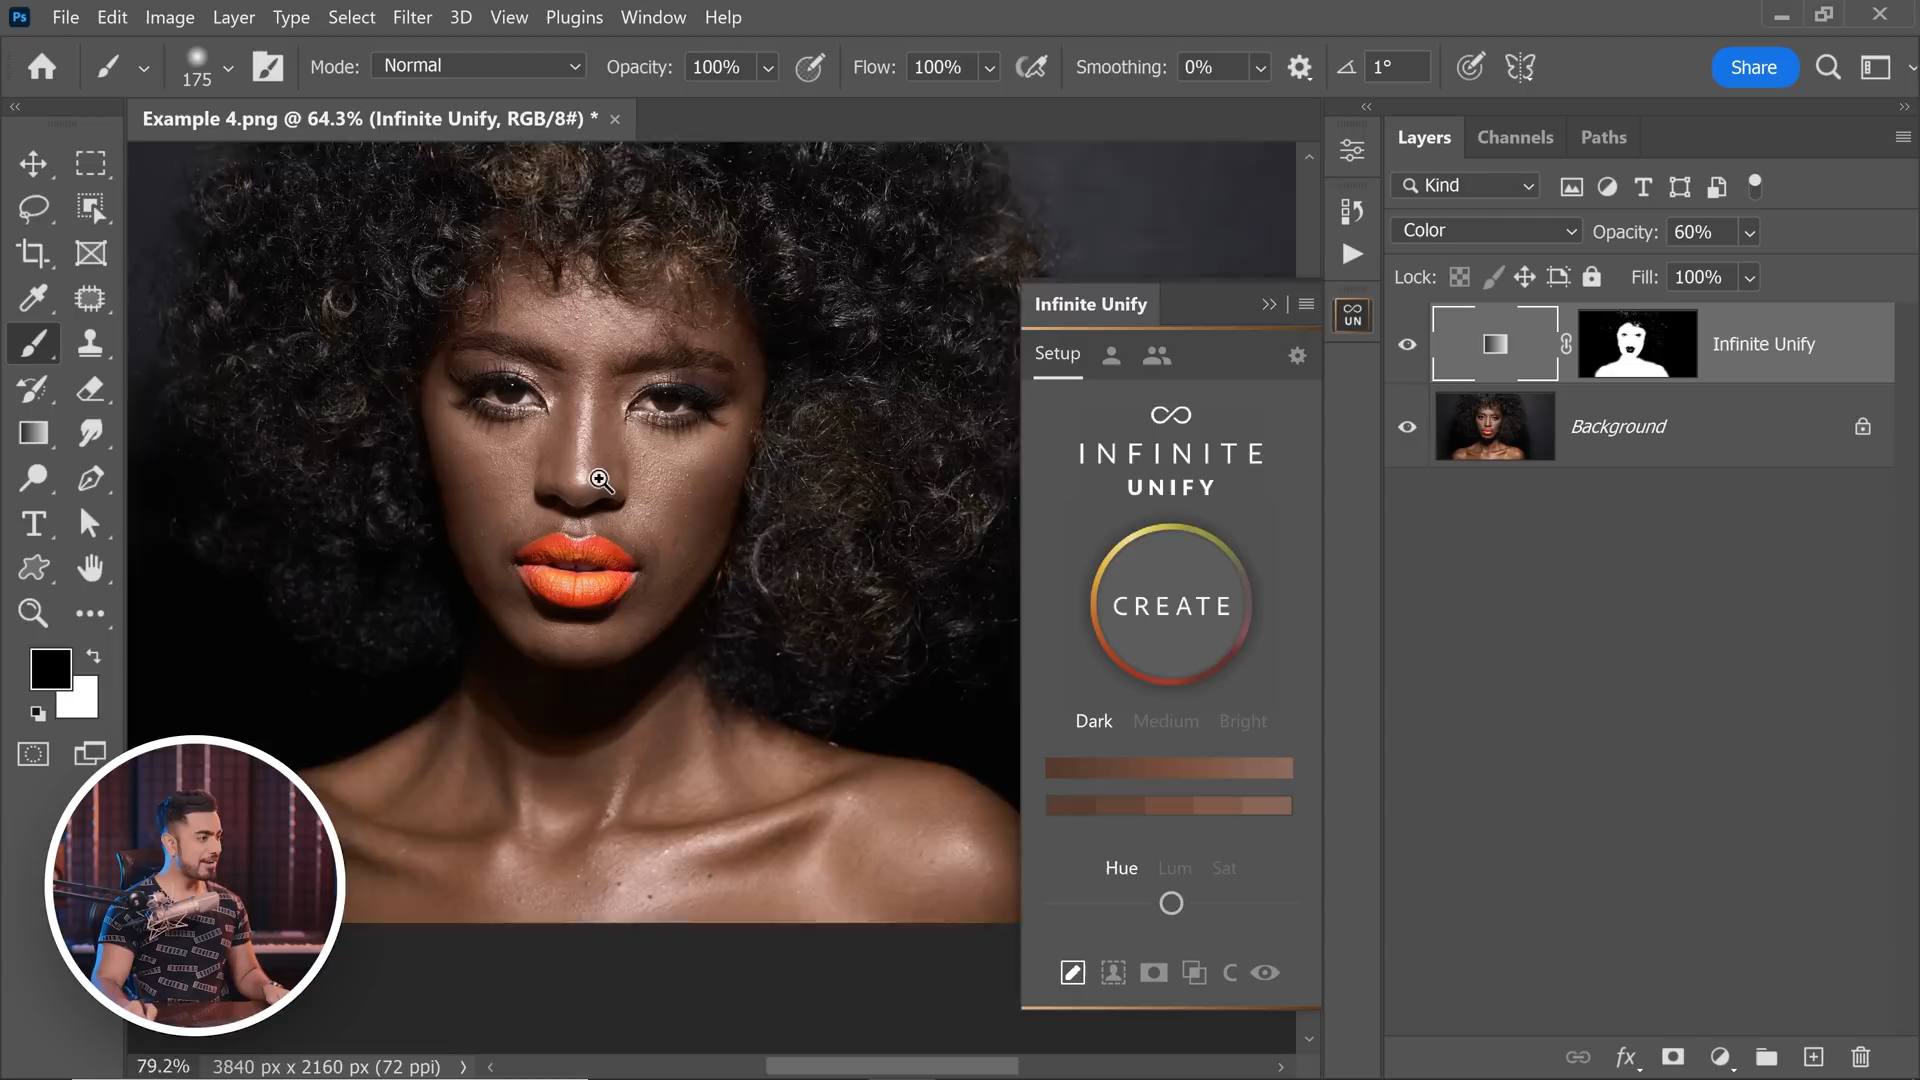 Ps File Edit Image Layer Type Select Filter 3D View Plugins Window Help
175 Mode: Normal Opacity: 100% Flow: 100% Smoothing: 0% 1° Share
Example 4.png @ 64.3% (Infinite Unify, RGB/8#) * ×
Layers Channels Paths
Kind
Color Opacity: 60%
Lock: Fill: 100%
Infinite Unify
Background
UN
Infinite Unify
Setup
INFINITE
UNIFY
CREATE
Dark Medium Bright
Hue Lum Sat
C
79.2% 3840 px x 2160 px (72 ppi)
fx